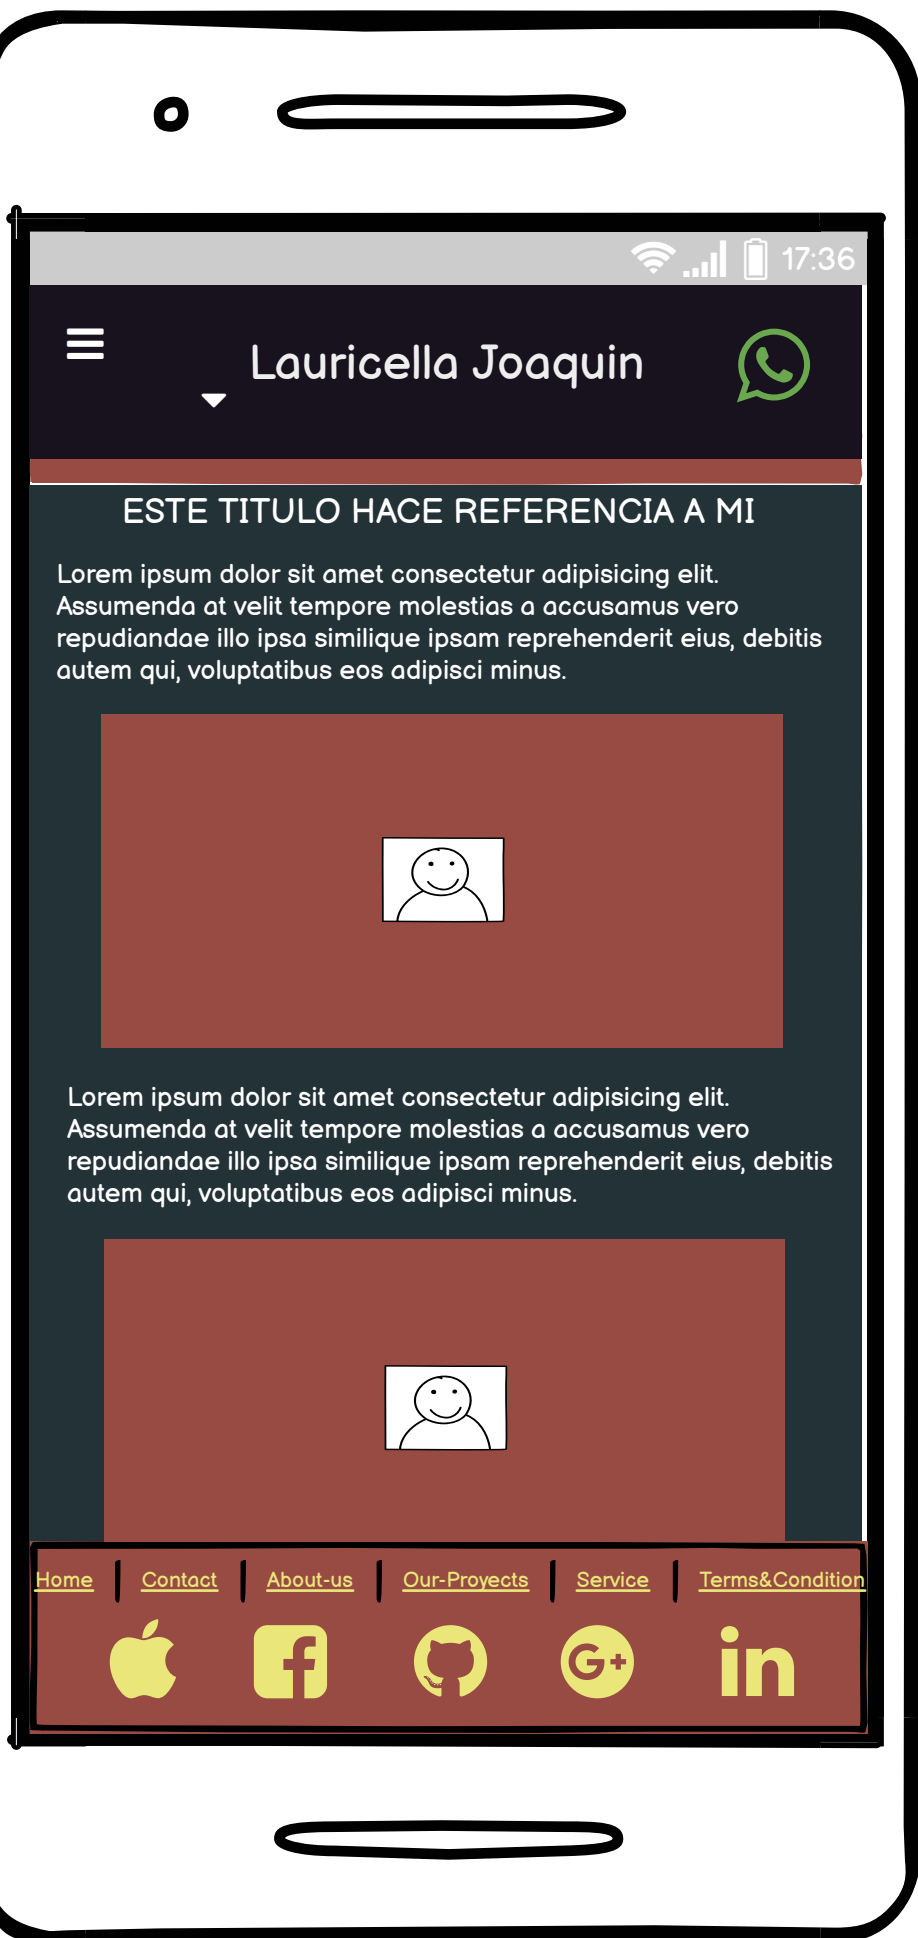 17:36
Lauricella Joaquin
ESTE TITULO HACE REFERENCIA A MI
Lorem ipsum dolor sit amet consectetur adipisicing elit.
Assumenda at velit tempore molestias a accusamus vero
repudiandae illo ipsa similique ipsam reprehenderit eius, debitis
autem qui, voluptatibus eos adipisci minus.
Lorem ipsum dolor sit amet consectetur adipisicing elit.
Assumenda at velit tempore molestias a accusamus vero
repudiandae illo ipsa similique ipsam reprehenderit eius, debitis
autem qui, voluptatibus eos adipisci minus.
Home Contact About-us Our-Proyects Service Terms&Condition